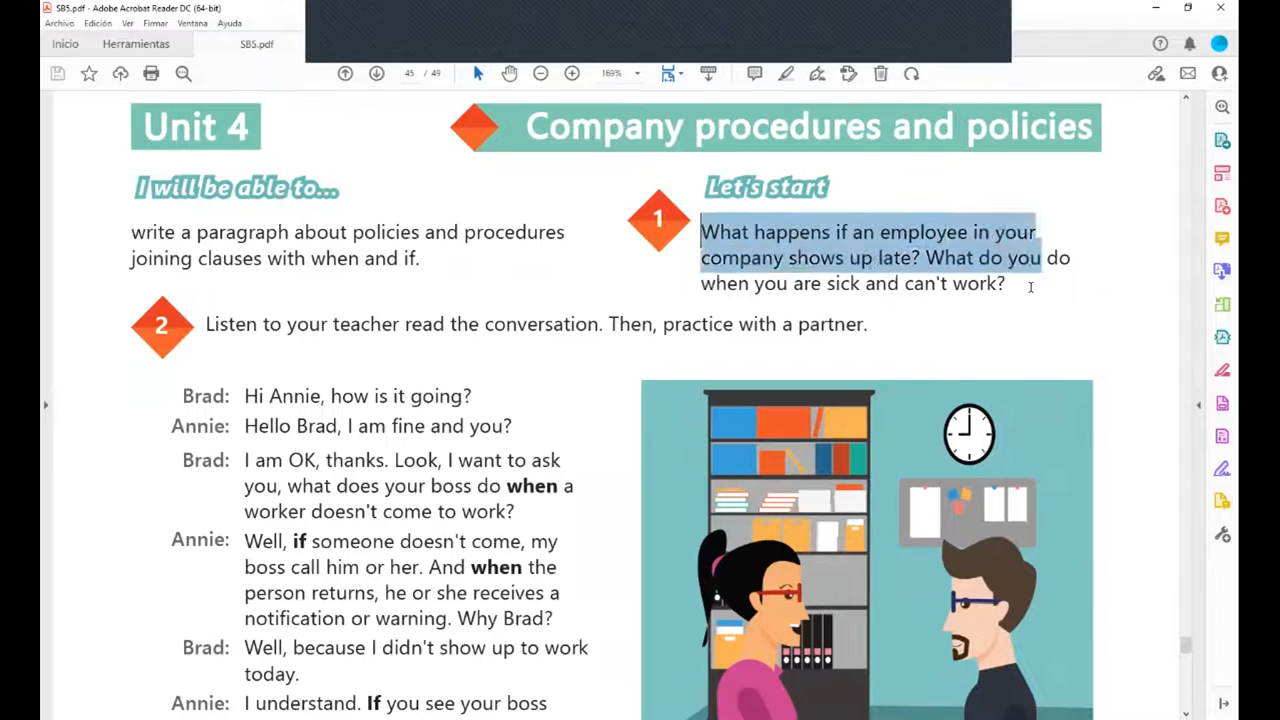 SB5.pdf - Adobe Acrobat Reader DC (64-bit)
Archivo Edición Ver Firmar Ventana Ayuda
Inicio Herramientas SB5.pdf
45 / 49 169%
Unit 4
Company procedures and policies
I will be able to...
write a paragraph about policies and procedures
joining clauses with when and if.
Let's start
1
What happens if an employee in your
company shows up late? What do you do
when you are sick and can't work?
2
Listen to your teacher read the conversation. Then, practice with a partner.
Brad: Hi Annie, how is it going?
Annie: Hello Brad, I am fine and you?
Brad: I am OK, thanks. Look, I want to ask
you, what does your boss do when a
worker doesn't come to work?
Annie: Well, if someone doesn't come, my
boss call him or her. And when the
person returns, he or she receives a
notification or warning. Why Brad?
Brad: Well, because I didn't show up to work
today.
Annie: I understand. If you see your boss